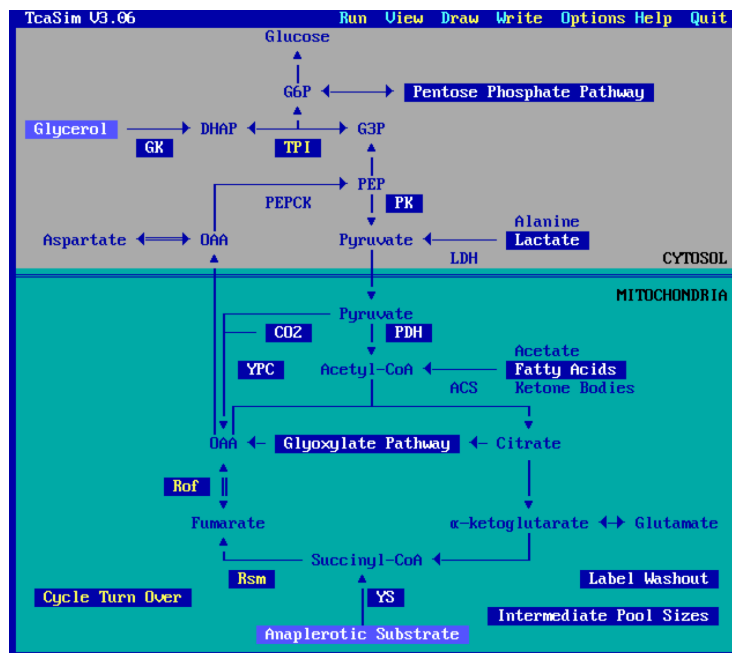 TcaSim V3.06 Run View Draw Write Options Help Quit
Glucose
G6P Pentose Phosphate Pathway
Glycerol DHAP G3P
GK TPI
PEP
PEPCK PK
Alanine
Aspartate OAA Pyruvate Lactate
LDH CYTOSOL
MITOCHONDRIA
Pyruvate
CO2 PDH
Acetate
YPC Acetyl-CoA Fatty Acids
ACS Ketone Bodies
OAA Glyoxylate Pathway Citrate
Rof
Fumarate α-ketoglutarate Glutamate
Succinyl-CoA
Rsm Label Washout
Cycle Turn Over YS
Intermediate Pool Sizes
Anaplerotic Substrate